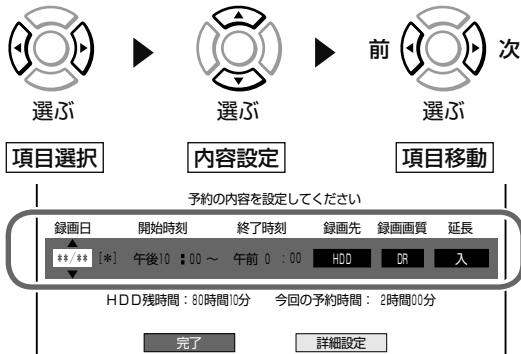 前 次
選ぶ 選ぶ 選ぶ
項目選択 内容設定 項目移動
予約の内容を設定してください
録画日 開始時刻 終了時刻 録画先 録画画質 延長
**/** [*] 午後10:00~ 午前 0:00 HDD DR 入
HDD残時間:80時間10分 今回の予約時間: 2時間00分
完了 詳細設定